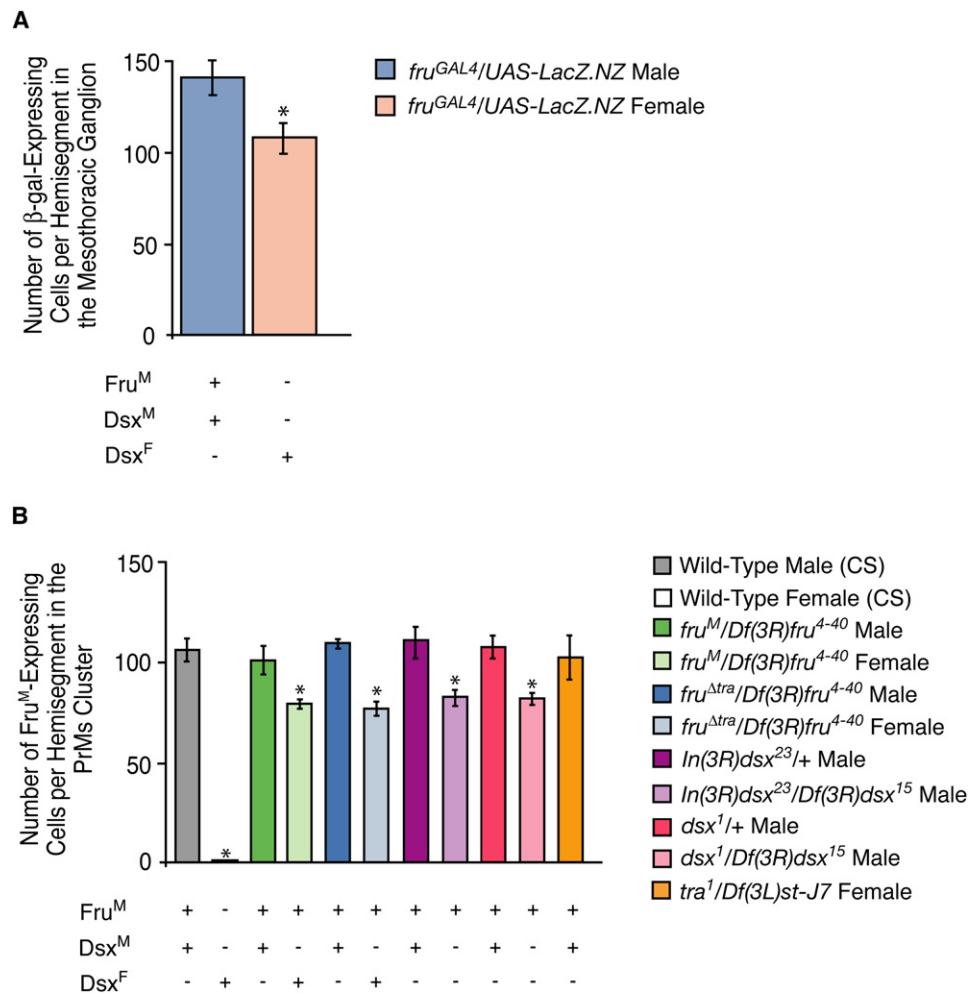 A
Number of β-gal-Expressing
Cells per Hemisegment in
the Mesothoracic Ganglion
150
100
50
0
*
fru^GAL4/UAS-LacZ.NZ Male
fru^GAL4/UAS-LacZ.NZ Female
Fru^M + -
Dsx^M + -
Dsx^F - +
B
Number of Fru^M-Expressing
Cells per Hemisegment in the
PrMs Cluster
150
100
50
0
* * * * *
Wild-Type Male (CS)
Wild-Type Female (CS)
fru^M/Df(3R)fru^4-40 Male
fru^M/Df(3R)fru^4-40 Female
fru^Δtra/Df(3R)fru^4-40 Male
fru^Δtra/Df(3R)fru^4-40 Female
In(3R)dsx^23/+ Male
In(3R)dsx^23/Df(3R)dsx^15 Male
dsx^1/+ Male
dsx^1/Df(3R)dsx^15 Male
tra^1/Df(3L)st-J7 Female
Fru^M + - + + + + + + + + +
Dsx^M + - + - + - + - + - +
Dsx^F - + - + - + - - - - -